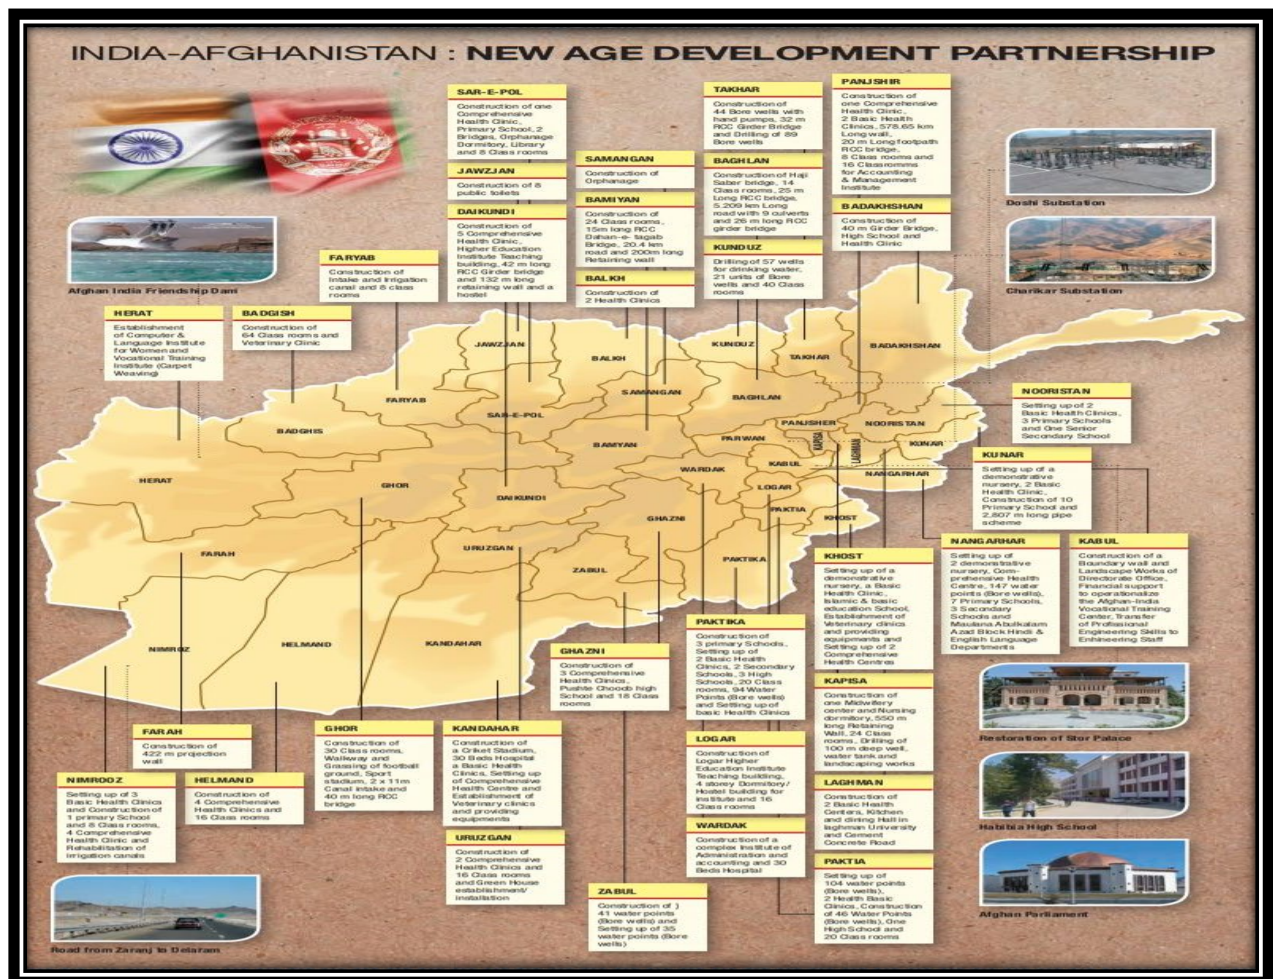 INDIA-AFGHANISTAN : NEW AGE DEVELOPMENT PARTNERSHIP
SAR-E-POL
Construction of one
Comprehensive
Health Clinic,
Primary School, 2
Bridges, Orphanage
Dormitory, Library
and 8 Class rooms
JAWZJAN
Construction of 8
public toilets
DAIKUNDI
Construction of
5 Comprehensive
Health Clinic,
Higher Education
Institute Teaching
building, 42 m long
RCC Girder bridge
and 132 m long
retaining wall and a
hostel
SAMANGAN
Construction of
Orphanage
BAMIYAN
Construction of
24 Class rooms,
15m long RCC
Dahan-e- tagab
Bridge, 20.4 km
road and 200m long
Retaining wall
BALKH
Construction of
2 Health Clinics
TAKHAR
Construction of
44 Bore wells with
hand pumps, 32 m
RCC Girder Bridge
and Drilling of 89
Bore wells
BAGHLAN
Construction of Haji
Saber bridge, 14
Class rooms, 25 m
Long RCC bridge,
5.209 km Long
road with 9 culverts
and 26 m long RCC
girder bridge
KUNDUZ
Drilling of 57 wells
for drinking water,
21 units of Bore
wells and 40 Class
rooms
PANJSHIR
Construction of
one Comprehensive
Health Clinic,
2 Basic Health
Clinics, 578.65 km
Long wall,
20 m Long footpath
RCC bridge,
8 Class rooms and
16 Classromms
for Accounting
& Management
Institute
BADAKHSHAN
Construction of
40 m Girder Bridge,
High School and
Health Clinic
Doshi Substation
Charikar Substation
Afghan India Friendship Dam
FARYAB
Construction of
Intake and Irrigation
canal and 8 class
rooms
HERAT
Establishment
of Computer &
Language Institute
for Women and
Vocational Training
Institute (Carpet
Weaving)
BADGISH
Construction of
64 Class rooms and
Veterinary Clinic
JAWZJAN
BALKH
KUNDUZ
TAKHAR
BADAKHSHAN
FARYAB
SAR-E-POL
SAMANGAN
BAGHLAN
BADGHIS
BAMYAN
PANJSHER
PARWAN
KAPISA
LAGHMAN
NOORISTAN
KUNAR
HERAT
GHOR
DAIKUNDI
WARDAK
KABUL
NANGARHAR
LOGAR
GHAZNI
PAKTIA
KHOST
FARAH
URUZGAN
ZABUL
PAKTIKA
NIMROZ
HELMAND
KANDAHAR
NOORISTAN
Setting up of 2
Basic Health Clinics,
3 Primary Schools
and One Senior
Secondary School
KUNAR
Setting up of a
demonstrative
nursery, 2 Basic
Health Clinic,
Construction of 10
Primary School and
2,807 m long pipe
scheme
KHOST
Setting up of a
demonstrative
nursery, a Basic
Health Clinic,
Islamic & basic
education School,
Establishment of
Veterinary clinics
and providing
equipments and
Setting up of 2
Comprehensive
Health Centres
NANGARHAR
Setting up of
2 demonstrative
nursery, Com-
prehensive Health
Centre, 147 water
points (Bore wells),
7 Primary Schools,
3 Secondary
Schools and
Maulana Abulkalam
Azad Block Hindi &
English Language
Departments
KABUL
Construction of a
Boundary wall and
Landscape Works of
Directorate Office,
Financial support
to operationalize
the Afghan-India
Vocational Training
Center, Transfer
of Proffasional
Engineering Skills to
Enhineering Staff
GHAZNI
Construction of
3 Comprehensive
Health Clinics,
Pushte Chooob high
School and 18 Class
rooms
PAKTIKA
Construction of
3 primary Schools,
Setting up of
2 Basic Health
Clinics, 2 Secondary
Schools, 3 High
Schools, 20 Class
rooms, 94 Water
Points (Bore wells)
and Setting up of
basic Health Clinics
KAPISA
Construction of
one Midwifery
center and Nursing
dormitory, 550 m
long Retaining
Wall, 24 Class
rooms, Drilling of
100 m deep well,
water tank and
landscaping works
Restoration of Stor Palace
FARAH
Construction of
422 m projection
wall
GHOR
Construction of
30 Class rooms,
Walkway and
Grassing of football
ground, Sport
stadium, 2 x 11m
Canal intake and
40 m long RCC
bridge
KANDAHAR
Construction of
a Criket Stadium,
30 Beds Hospital
a Basic Health
Clinics, Setting up
of Comprehensive
Health Centre and
Establishment of
Veterinary clinics
and providing
equipments
LOGAR
Construction of
Logar Higher
Education Institute
Teaching building,
4 storey Dormitory/
Hostel building for
institute and 16
Class rooms
NIMROOZ
Setting up of 3
Basic Health Clinics
and Construction of
1 primary School
and 8 Class rooms,
4 Comprehensive
Health Clinic and
Rehabilitation of
Irrigation canals
HELMAND
Construction of
4 Comprehensive
Health Clinics and
16 Class rooms
LAGHMAN
Construction of
2 Basic Health
Centers, Kitchen
and dining Hall in
laghman University
and Cement
Concrete Road
Habibia High School
URUZGAN
Construction of
2 Comprehensive
Health Clinics and
16 Class rooms
and Green House
establishment/
installation
WARDAK
Construction of a
complex Institute of
Administration and
accounting and 30
Beds Hospital
PAKTIA
Setting up of
104 water points
(Bore wells),
2 Health Basic
Clinics, Construction
of 46 Water Points
(Bore wells), One
High School and
20 Class rooms
ZABUL
Construction of )
41 water points
(Bore wells) and
Setting up of 35
water points (Bore
wells)
Afghan Parliament
Road from Zaranj to Delaram